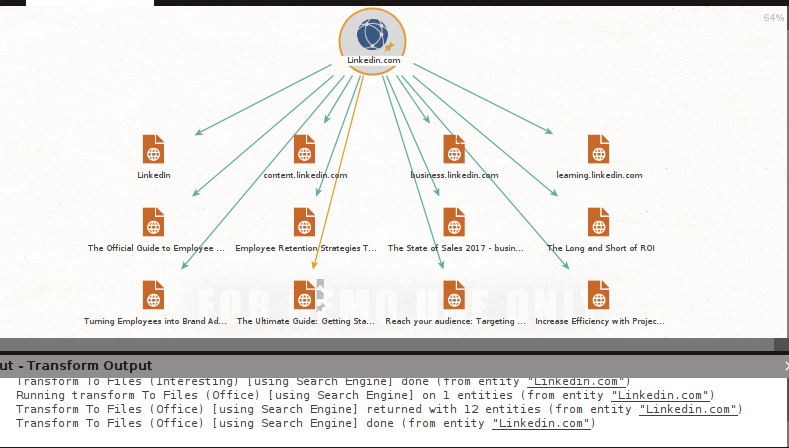 64%
Linkedin.com
LinkedIn
content.linkedin.com
business.linkedin.com
learning.linkedin.com
The Official Guide to Employee ...
Employee Retention Strategies T...
The State of Sales 2017 - busin...
The Long and Short of ROI
Turning Employees into Brand Ad...
The Ultimate Guide: Getting Sta...
Reach your audience: Targeting ...
Increase Efficiency with Projec...
FOR DEMO USE ONLY
ut - Transform Output
Transform To Files (Interesting) [using Search Engine] done (from entity "Linkedin.com")
Running transform To Files (Office) [using Search Engine] on 1 entities (from entity "Linkedin.com")
Transform To Files (Office) [using Search Engine] returned with 12 entities (from entity "Linkedin.com")
Transform To Files (Office) [using Search Engine] done (from entity "Linkedin.com")